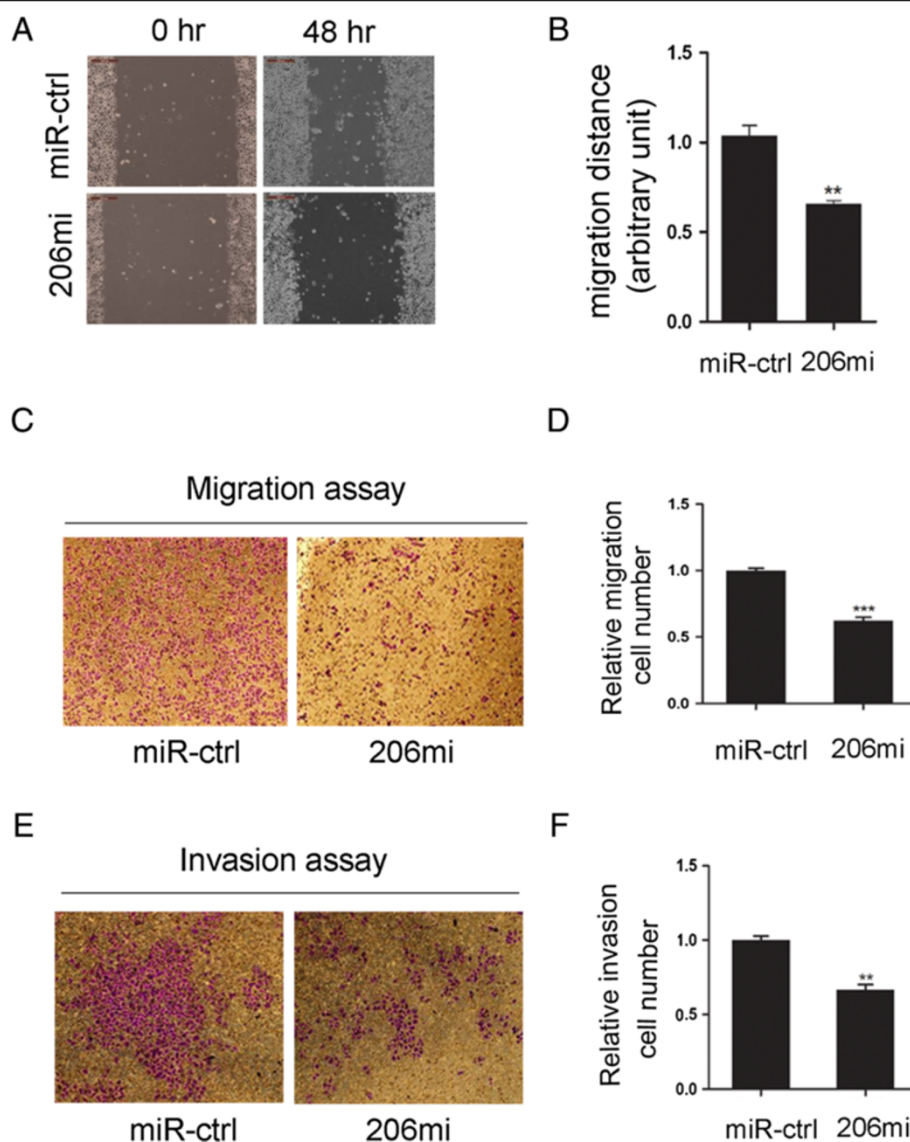 A
0 hr
48 hr
miR-ctrl
206mi
B
migration distance
(arbitrary unit)
1.5
1.0
0.5
0.0
**
miR-ctrl
206mi
C
Migration assay
miR-ctrl
206mi
D
Relative migration
cell number
1.5
1.0
0.5
0.0
***
miR-ctrl
206mi
E
Invasion assay
miR-ctrl
206mi
F
Relative invasion
cell number
1.5
1.0
0.5
0.0
**
miR-ctrl
206mi